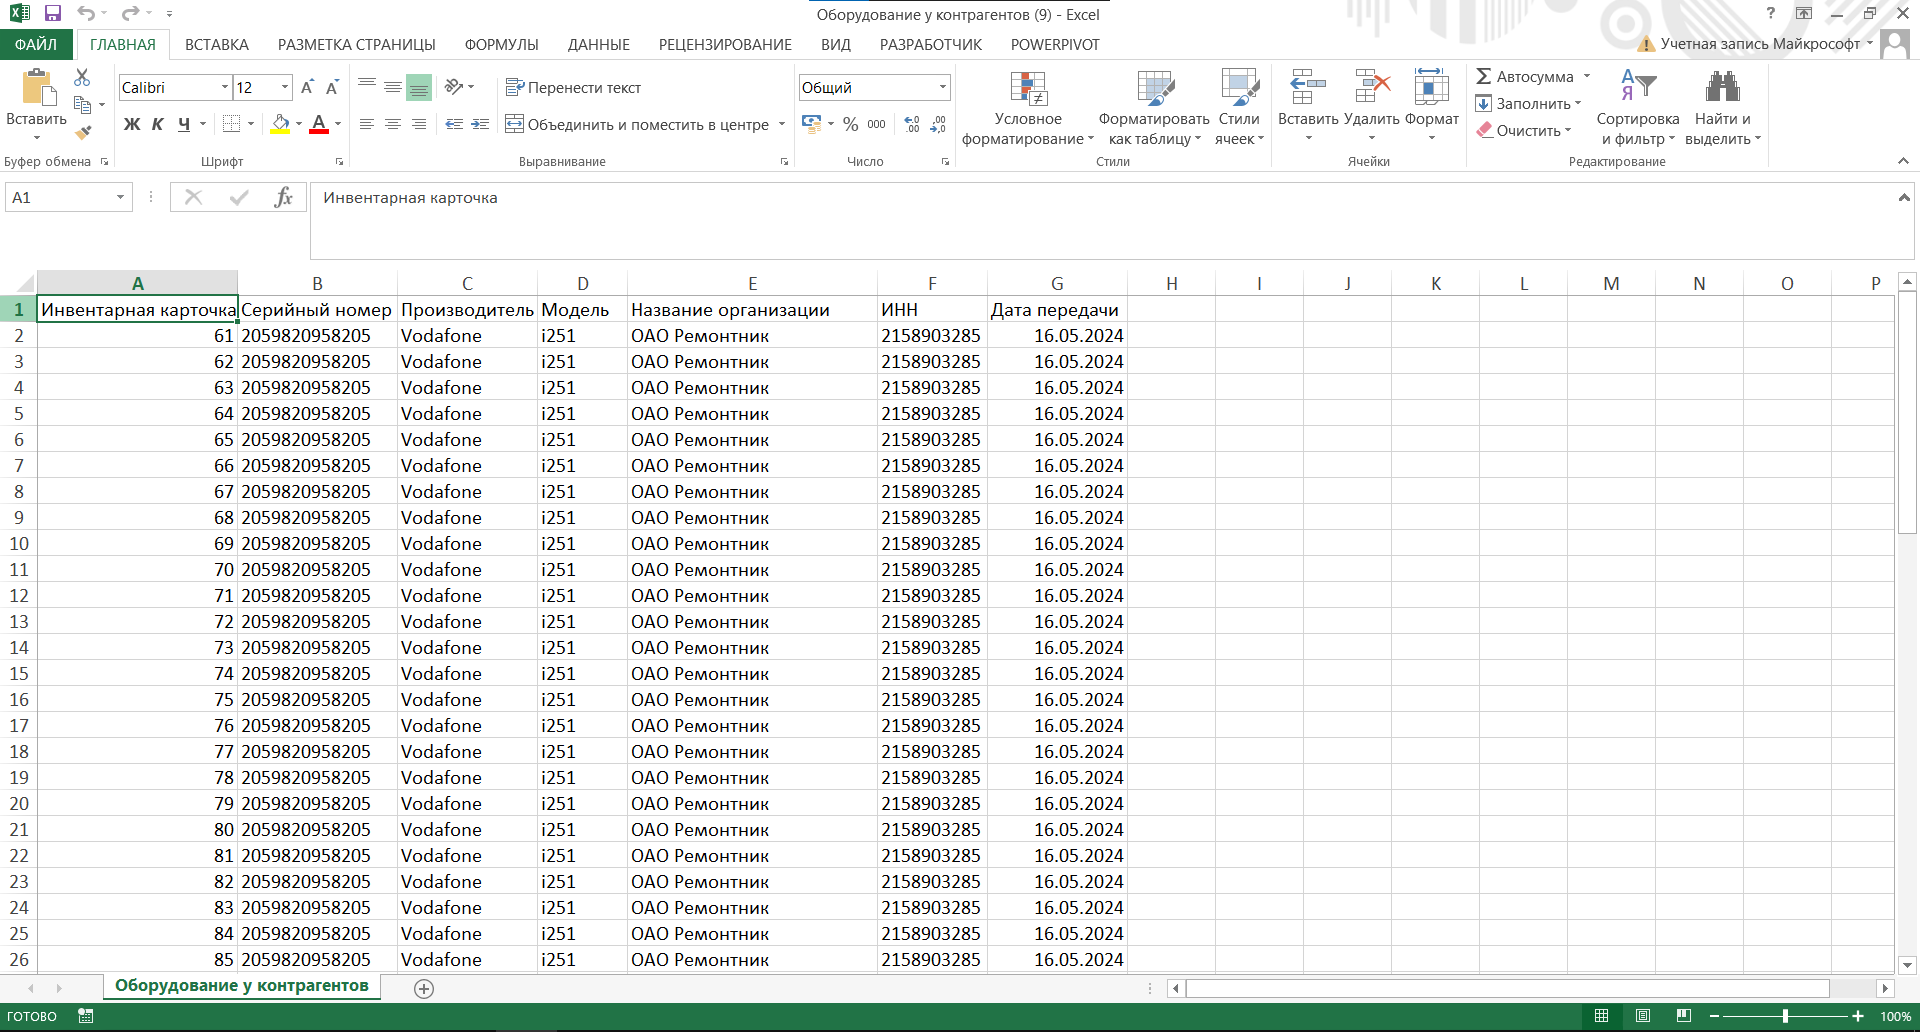 Оборудование у контрагентов (9) - Excel
?
ФАЙЛ ГЛАВНАЯ ВСТАВКА РАЗМЕТКА СТРАНИЦЫ ФОРМУЛЫ ДАННЫЕ РЕЦЕНЗИРОВАНИЕ ВИД РАЗРАБОТЧИК POWERPIVOT Учетная запись Майкрософт
Calibri 12 Перенести текст Общий Автосумма
Вставить Условное форматирование Форматировать как таблицу Стили ячеек Вставить Удалить Формат Заполнить Сортировка и фильтр Найти и выделить
Ж К Ч А Объединить и поместить в центре % 000 Очистить
Буфер обмена Шрифт Выравнивание Число Стили Ячейки Редактирование
A1 fx Инвентарная карточка
A B C D E F G H I J K L M N O P
1 Инвентарная карточка Серийный номер Производитель Модель Название организации ИНН Дата передачи
2 61 2059820958205 Vodafone i251 ОАО Ремонтник 2158903285 16.05.2024
3 62 2059820958205 Vodafone i251 ОАО Ремонтник 2158903285 16.05.2024
4 63 2059820958205 Vodafone i251 ОАО Ремонтник 2158903285 16.05.2024
5 64 2059820958205 Vodafone i251 ОАО Ремонтник 2158903285 16.05.2024
6 65 2059820958205 Vodafone i251 ОАО Ремонтник 2158903285 16.05.2024
7 66 2059820958205 Vodafone i251 ОАО Ремонтник 2158903285 16.05.2024
8 67 2059820958205 Vodafone i251 ОАО Ремонтник 2158903285 16.05.2024
9 68 2059820958205 Vodafone i251 ОАО Ремонтник 2158903285 16.05.2024
10 69 2059820958205 Vodafone i251 ОАО Ремонтник 2158903285 16.05.2024
11 70 2059820958205 Vodafone i251 ОАО Ремонтник 2158903285 16.05.2024
12 71 2059820958205 Vodafone i251 ОАО Ремонтник 2158903285 16.05.2024
13 72 2059820958205 Vodafone i251 ОАО Ремонтник 2158903285 16.05.2024
14 73 2059820958205 Vodafone i251 ОАО Ремонтник 2158903285 16.05.2024
15 74 2059820958205 Vodafone i251 ОАО Ремонтник 2158903285 16.05.2024
16 75 2059820958205 Vodafone i251 ОАО Ремонтник 2158903285 16.05.2024
17 76 2059820958205 Vodafone i251 ОАО Ремонтник 2158903285 16.05.2024
18 77 2059820958205 Vodafone i251 ОАО Ремонтник 2158903285 16.05.2024
19 78 2059820958205 Vodafone i251 ОАО Ремонтник 2158903285 16.05.2024
20 79 2059820958205 Vodafone i251 ОАО Ремонтник 2158903285 16.05.2024
21 80 2059820958205 Vodafone i251 ОАО Ремонтник 2158903285 16.05.2024
22 81 2059820958205 Vodafone i251 ОАО Ремонтник 2158903285 16.05.2024
23 82 2059820958205 Vodafone i251 ОАО Ремонтник 2158903285 16.05.2024
24 83 2059820958205 Vodafone i251 ОАО Ремонтник 2158903285 16.05.2024
25 84 2059820958205 Vodafone i251 ОАО Ремонтник 2158903285 16.05.2024
26 85 2059820958205 Vodafone i251 ОАО Ремонтник 2158903285 16.05.2024
Оборудование у контрагентов
ГОТОВО 100%